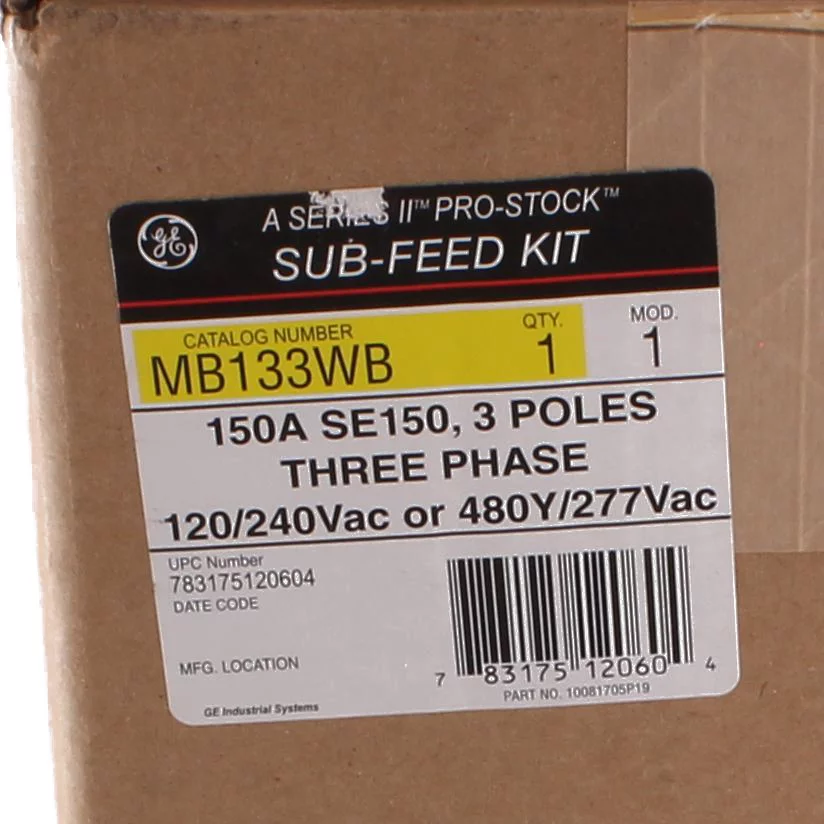 GE
A SERIES II™ PRO-STOCK™
SUB-FEED KIT
CATALOG NUMBER QTY. MOD.
MB133WB 1 1
150A SE150, 3 POLES
THREE PHASE
120/240Vac or 480Y/277Vac
UPC Number
783175120604
DATE CODE
MFG. LOCATION
7 83175 12060 4
PART NO. 10081705P19
GE Industrial Systems